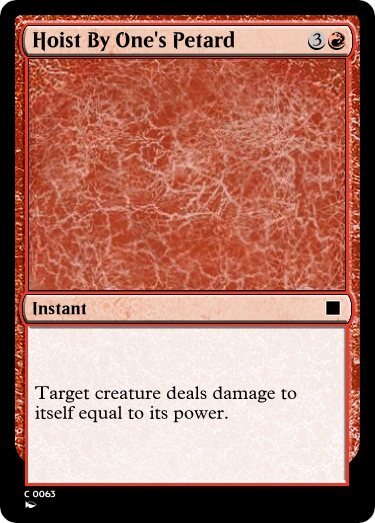 Hoist By One's Petard 3
Instant
Target creature deals damage to
itself equal to its power.
C 0063